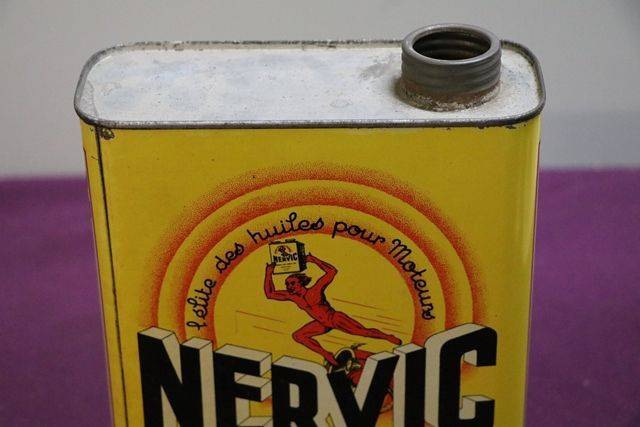 l'élite des huiles pour Moteurs
NERVIC
NERVIC